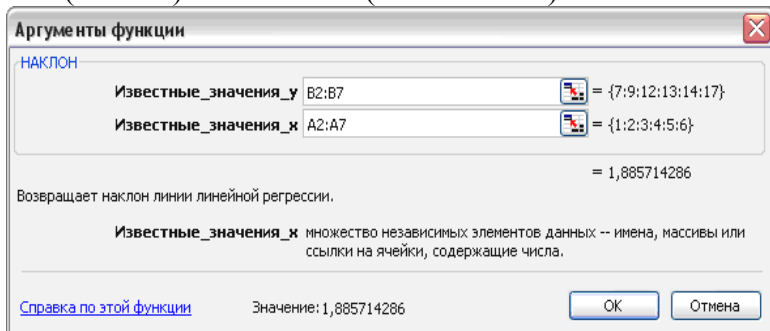 Аргументы функции
НАКЛОН
Известные_значения_y B2:B7 = {7:9:12:13:14:17}
Известные_значения_x A2:A7 = {1:2:3:4:5:6}
= 1,885714286
Возвращает наклон линии линейной регрессии.
Известные_значения_x множество независимых элементов данных -- имена, массивы или
ссылки на ячейки, содержащие числа.
Справка по этой функции Значение:1,885714286 ОК Отмена